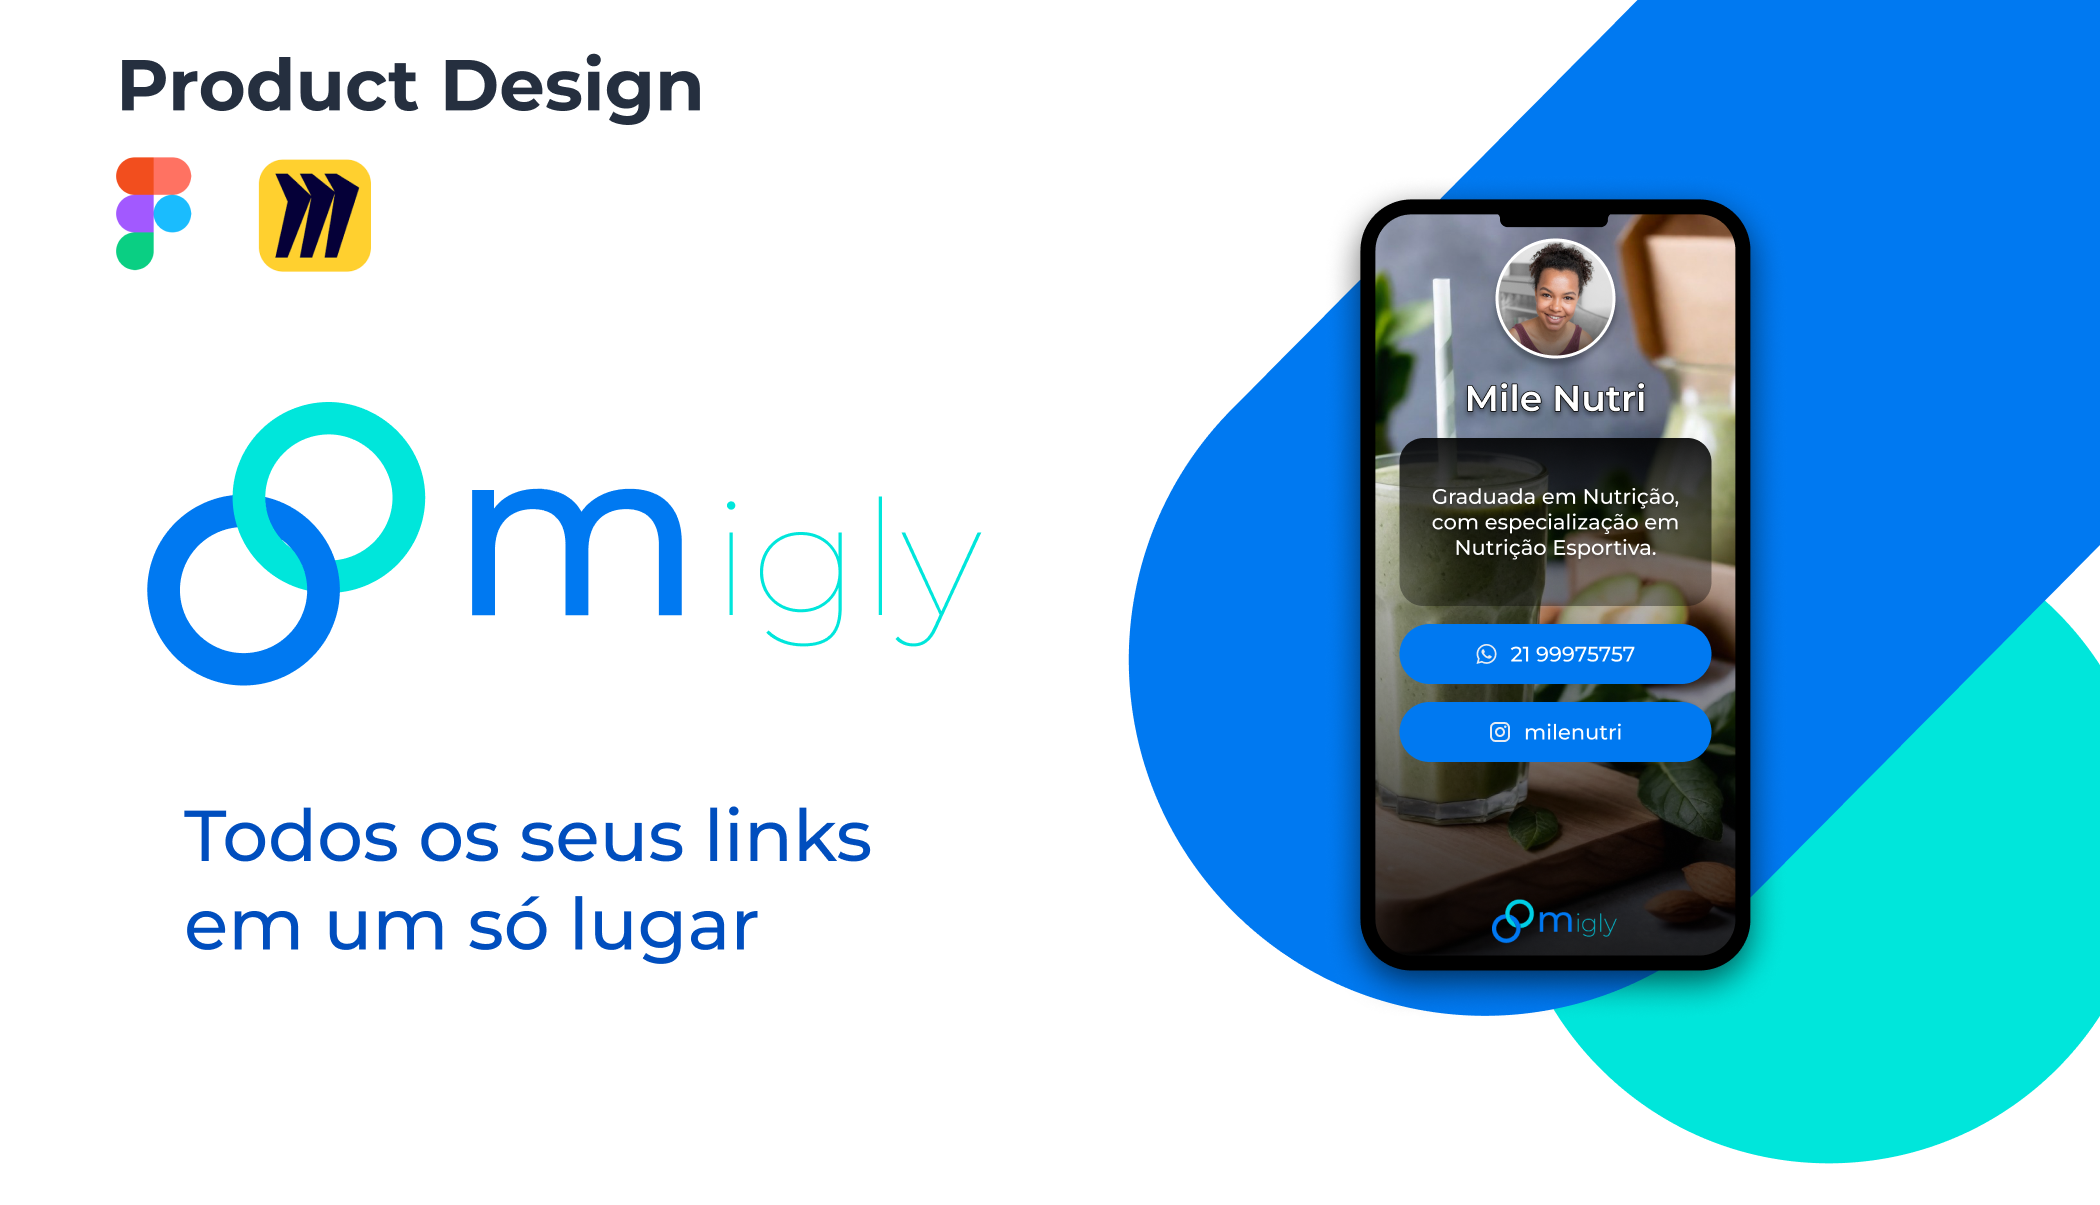 Product Design
migly
Todos os seus links
em um só lugar
Mile Nutri
Graduada em Nutrição,
com especialização em
Nutrição Esportiva.
21 99975757
milenutri
migly